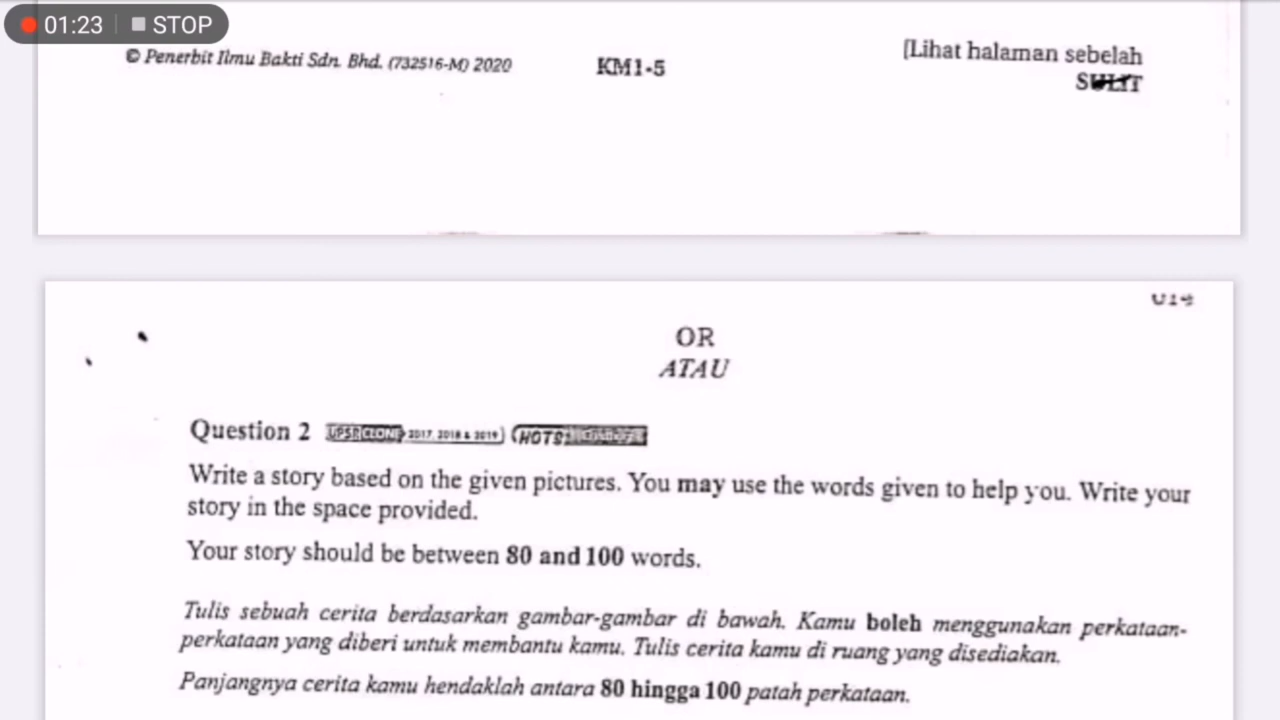 01:23 STOP
© Penerbit Ilmu Bakti Sdn. Bhd. (732516-M) 2020
KM1-5
[Lihat halaman sebelah
SULIT
OR
ATAU
Question 2 UPSR CLONE 2017, 2018 & 2019 HOTS
Write a story based on the given pictures. You may use the words given to help you. Write your
story in the space provided.
Your story should be between 80 and 100 words.
Tulis sebuah cerita berdasarkan gambar-gambar di bawah. Kamu boleh menggunakan perkataan-
perkataan yang diberi untuk membantu kamu. Tulis cerita kamu di ruang yang disediakan.
Panjangnya cerita kamu hendaklah antara 80 hingga 100 patah perkataan.